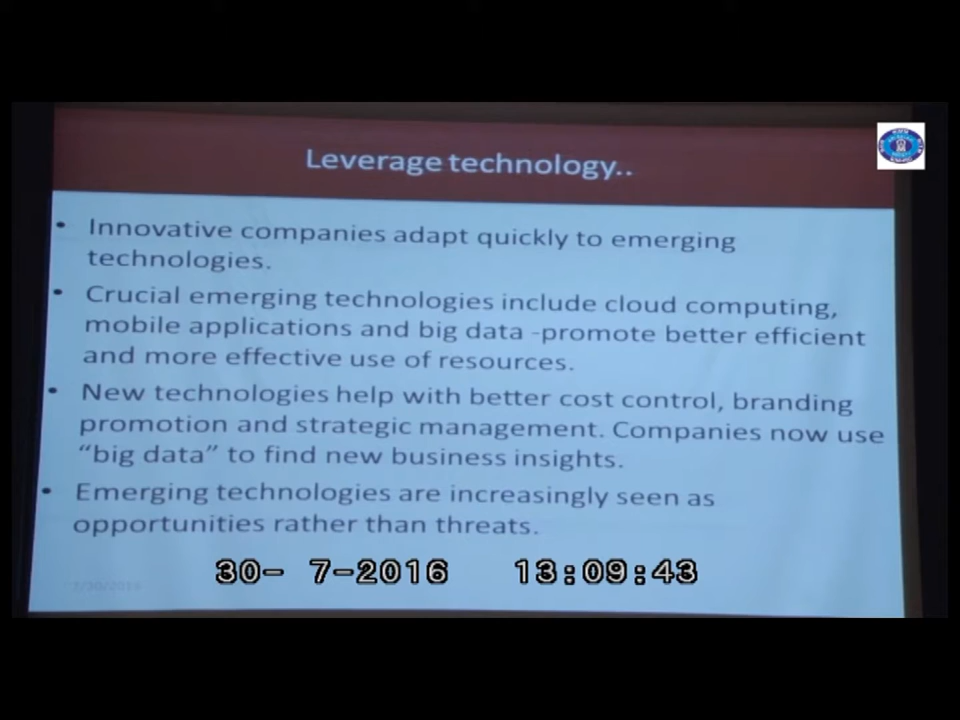 Leverage technology..
• Innovative companies adapt quickly to emerging
technologies.
• Crucial emerging technologies include cloud computing,
mobile applications and big data -promote better efficient
and more effective use of resources.
• New technologies help with better cost control, branding
promotion and strategic management. Companies now use
“big data” to find new business insights.
• Emerging technologies are increasingly seen as
opportunities rather than threats.
30- 7-2016 13:09:43